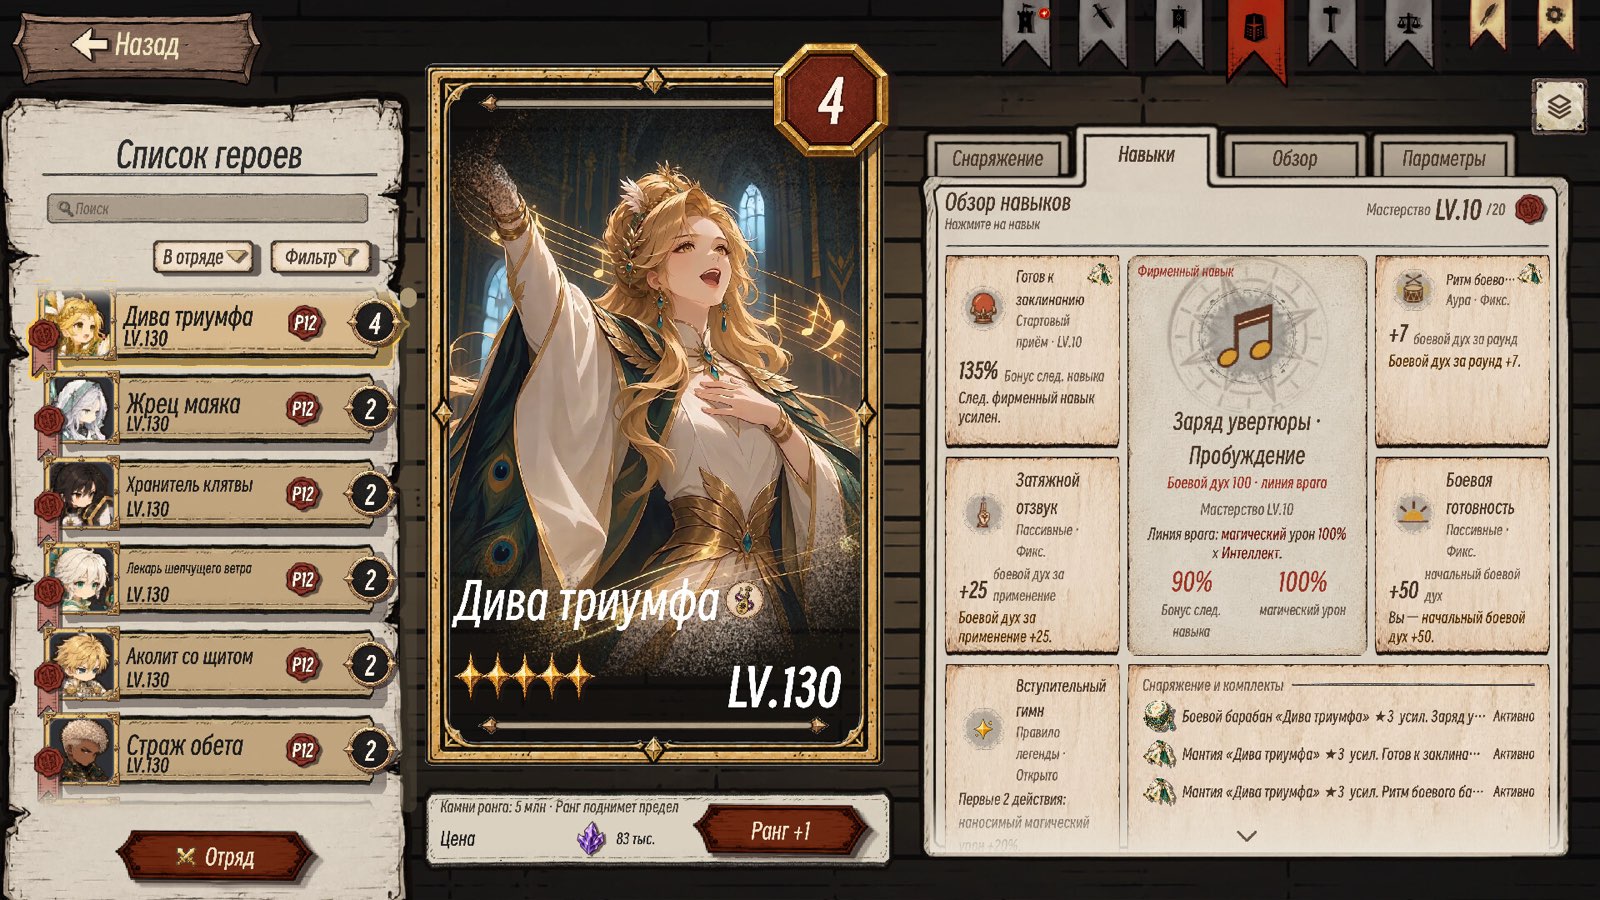 Назад
Список героев
Поиск
В отряде
Фильтр
Дива триумфа
LV.130
P12
4
Жрец маяка
LV.130
P12
2
Хранитель клятвы
LV.130
P12
2
Лекарь шепчущего ветра
LV.130
P12
2
Аколит со щитом
LV.130
P12
2
Страж обета
LV.130
P12
2
Отряд
4
Дива триумфа
LV.130
Камни ранга: 5 млн · Ранг поднимет предел
Цена
83 тыс.
Ранг +1
Снаряжение
Навыки
Обзор
Параметры
Обзор навыков
Нажмите на навык
Мастерство LV.10 /20
Готов к
заклинанию
Стартовый
приём · LV.10
135% Бонус след. навыка
След. фирменный навык
усилен.
Затяжной
отзвук
Пассивные ·
Фикс.
+25 боевой дух за
применение
Боевой дух за
применение +25.
Вступительный
гимн
Правило
легенды ·
Открыто
Первые 2 действия:
наносимый магический
урон +20%
Фирменный навык
Заряд увертюры ·
Пробуждение
Боевой дух 100 · линия врага
Мастерство LV.10
Линия врага: магический урон 100%
x Интеллект.
90%
Бонус след.
навыка
100%
магический урон
Ритм боево···
Аура · Фикс.
+7 боевой дух за раунд
Боевой дух за раунд +7.
Боевая
готовность
Пассивные ·
Фикс.
+50 начальный боевой
дух
Вы — начальный боевой
дух +50.
Снаряжение и комплекты
Боевой барабан «Дива триумфа» ★3 усил. Заряд у··· Активно
Мантия «Дива триумфа» ★3 усил. Готов к заклина··· Активно
Мантия «Дива триумфа» ★3 усил. Ритм боевого ба··· Активно